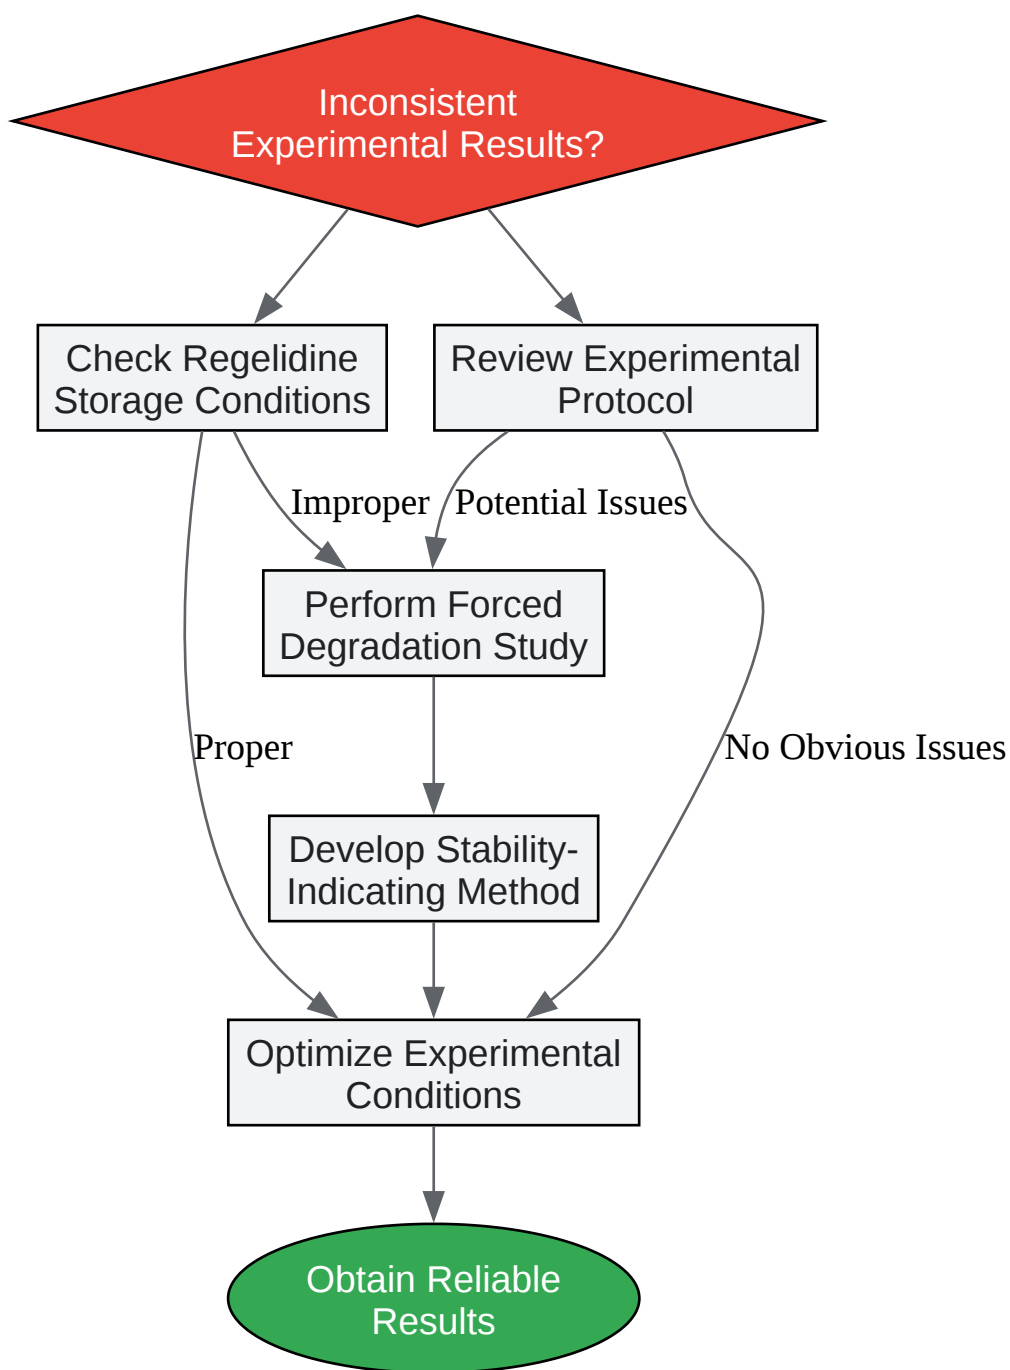 Inconsistent
Experimental Results?
Check Regelidine
Storage Conditions
Review Experimental
Protocol
Improper
Potential Issues
Perform Forced
Degradation Study
Proper
No Obvious Issues
Develop Stability-
Indicating Method
Optimize Experimental
Conditions
Obtain Reliable
Results